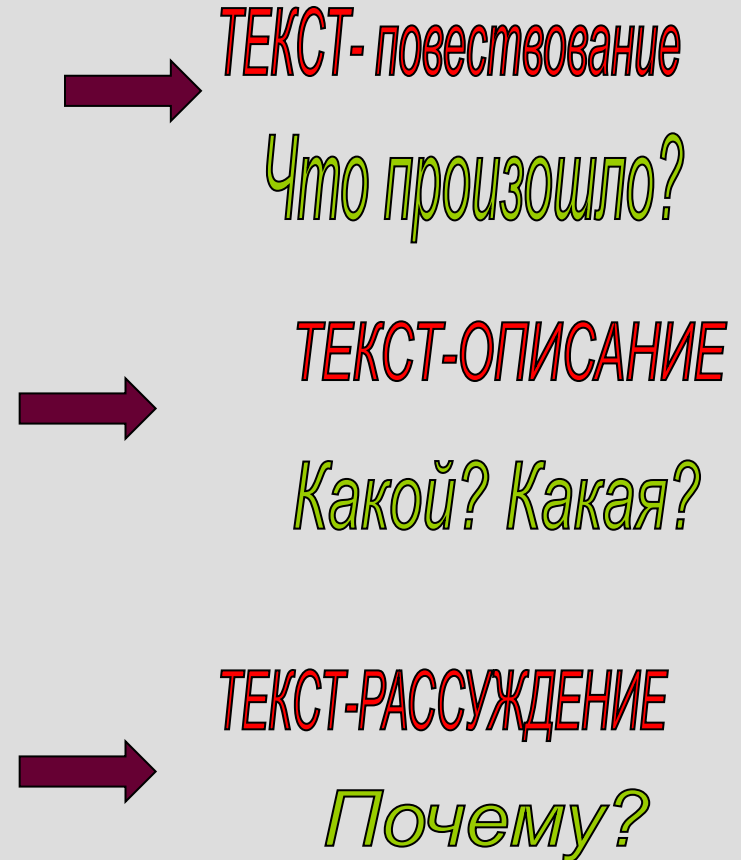 ТЕКСТ- повествование
Что произошло?
ТЕКСТ-ОПИСАНИЕ
Какой? Какая?
ТЕКСТ-РАССУЖДЕНИЕ
Почему?